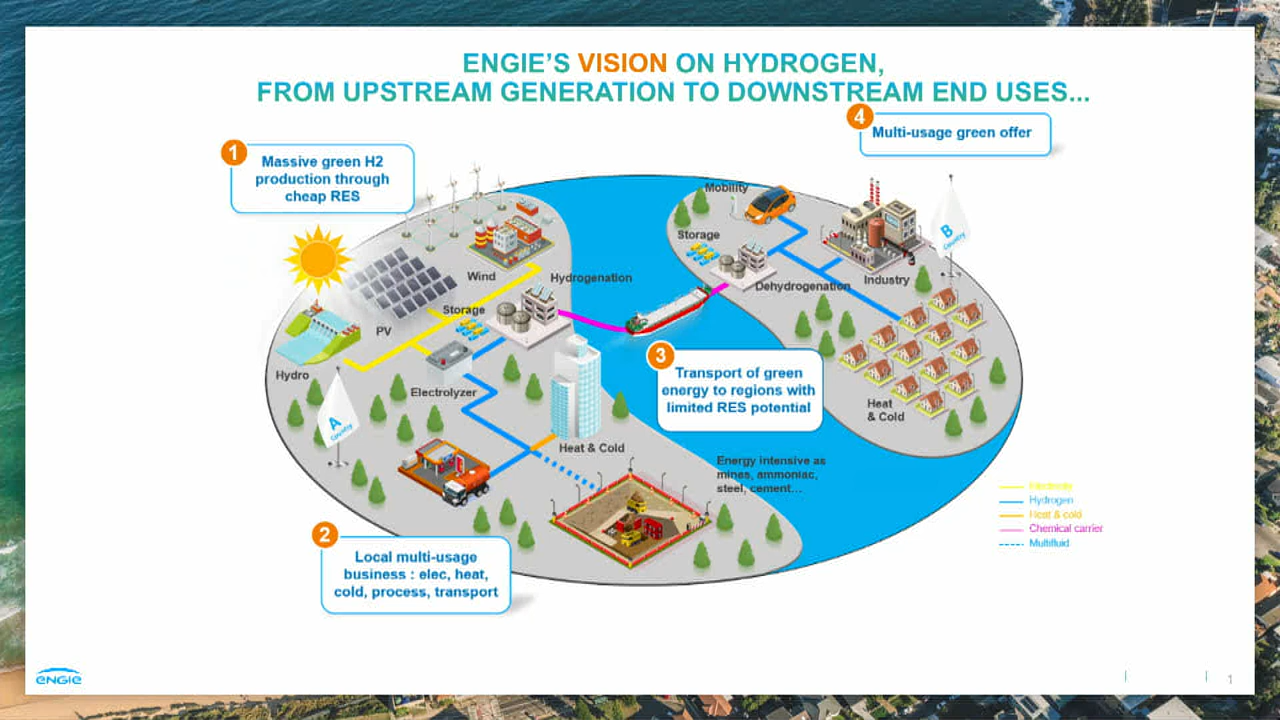 ENGIE'S VISION ON HYDROGEN,
FROM UPSTREAM GENERATION TO DOWNSTREAM END USES...
1
Massive green H2
production through
cheap RES
4
Multi-usage green offer
Mobility
Storage
Dehydrogenation
Industry
B
Country
Wind
Hydrogenation
Storage
PV
Hydro
Electrolyzer
A
Country
3
Transport of green
energy to regions with
limited RES potential
Heat
& Cold
Heat & Cold
Energy intensive as
mines, ammoniac,
steel, cement...
2
Local multi-usage
business : elec, heat,
cold, process, transport
Electricity
Hydrogen
Heat & cold
Chemical carrier
Multifluid
ENGIE
1